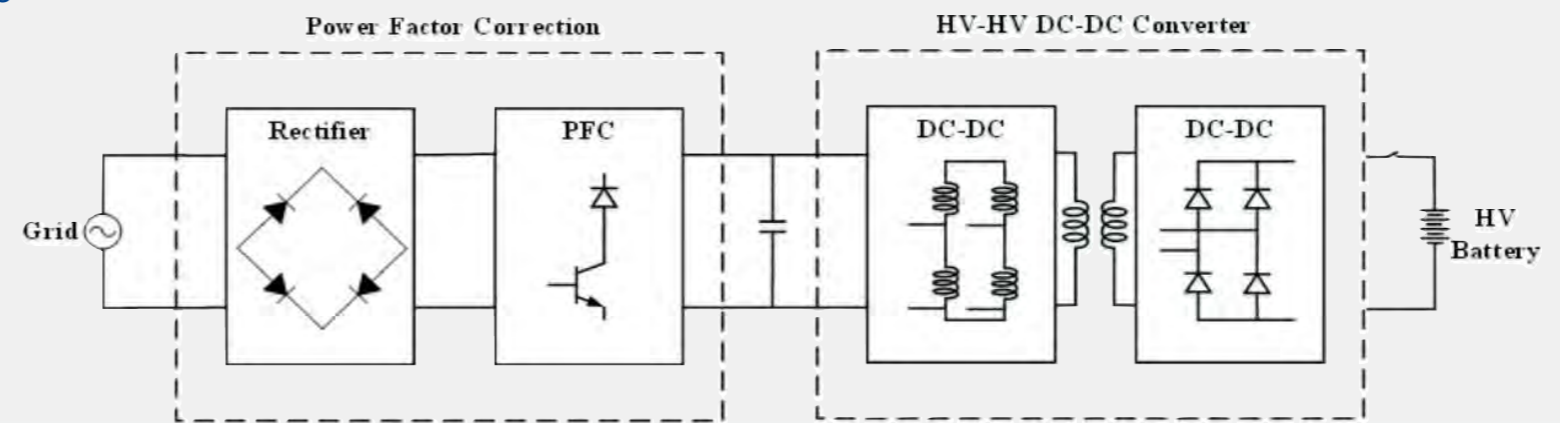 Power Factor Correction
HV-HV DC-DC Converter
Rectifier
PFC
DC-DC
DC-DC
Grid
HV
Battery